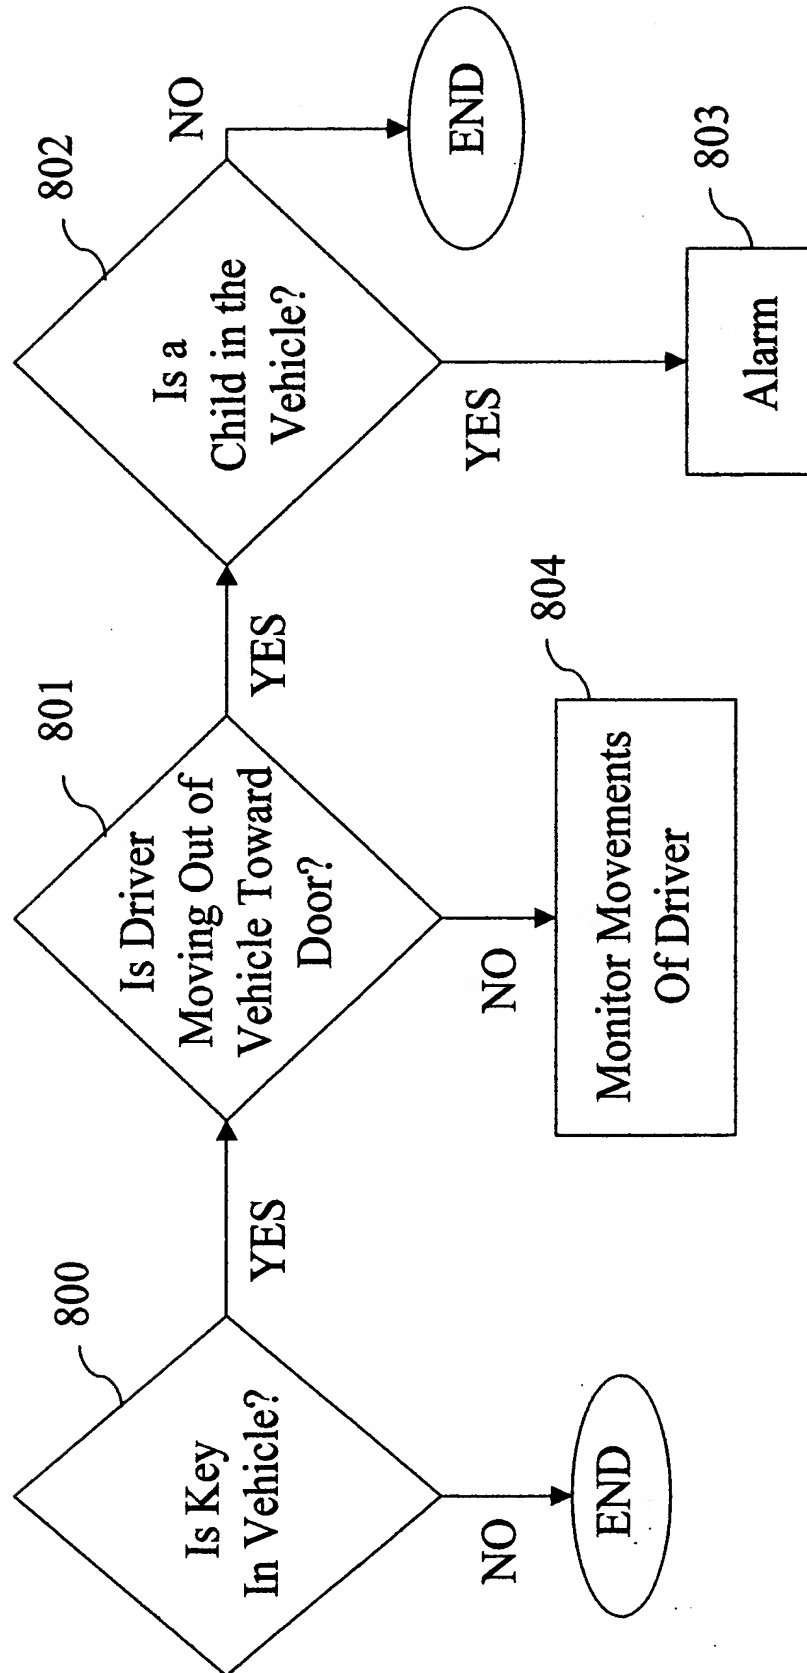 800
Is Key
In Vehicle?
YES
NO
END
801
Is Driver
Moving Out of
Vehicle Toward
Door?
YES
NO
804
Monitor Movements
Of Driver
802
Is a
Child in the
Vehicle?
NO
END
YES
803
Alarm